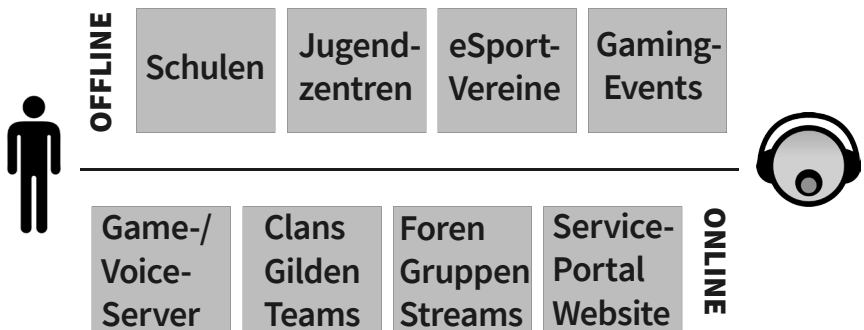 OFFLINE
Schulen
Jugend-
zentren
eSport-
Vereine
Gaming-
Events
Game-/
Voice-
Server
Clans
Gilden
Teams
Foren
Gruppen
Streams
Service-
Portal
Website
ONLINE